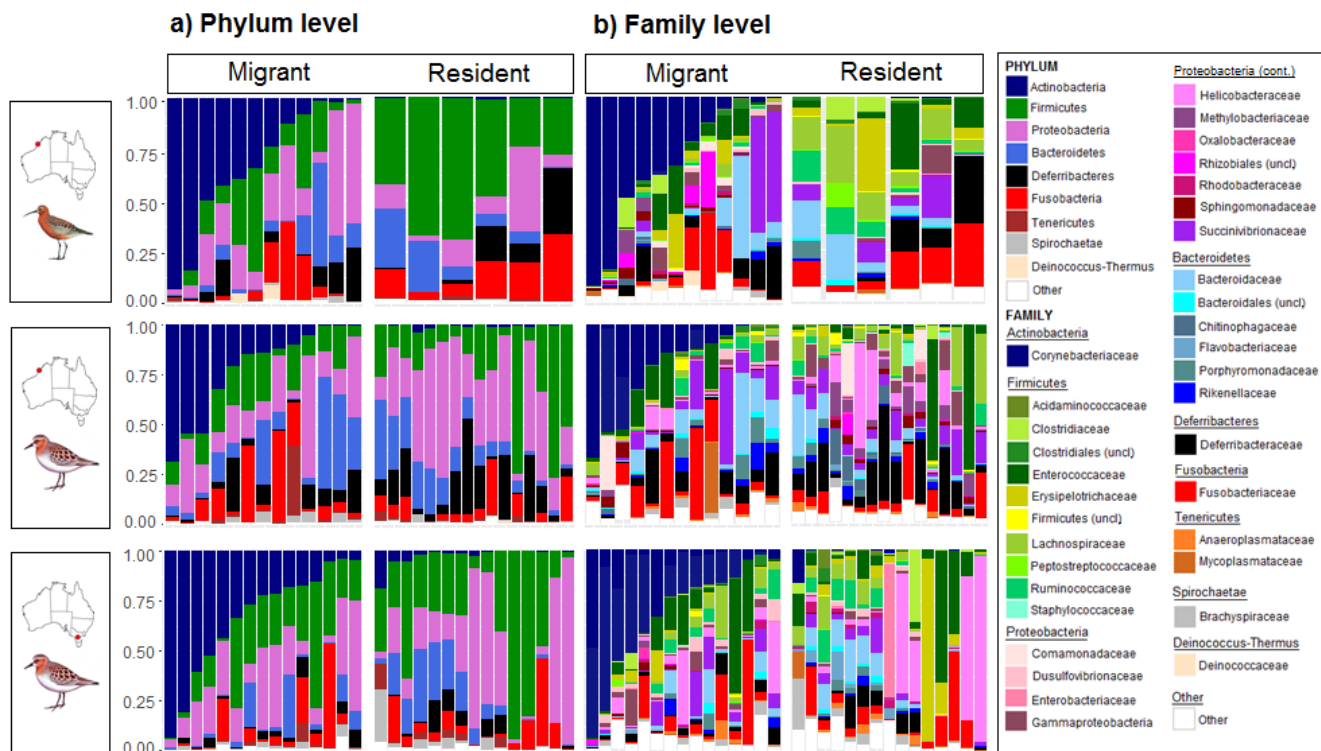 a) Phylum level
b) Family level
Migrant
Resident
Migrant
Resident
1.00
0.75
0.50
0.25
0.00
1.00
0.75
0.50
0.25
0.00
1.00
0.75
0.50
0.25
0.00
PHYLUM
Actinobacteria
Firmicutes
Proteobacteria
Bacteroidetes
Deferribacteres
Fusobacteria
Tenericutes
Spirochaetae
Deinococcus-Thermus
Other
FAMILY
Actinobacteria
Corynebacteriaceae
Firmicutes
Acidaminococcaceae
Clostridiaceae
Clostridiales (uncl)
Enterococcaceae
Erysipelotrichaceae
Firmicutes (uncl)
Lachnospiraceae
Peptostreptococcaceae
Ruminococcaceae
Staphylococcaceae
Proteobacteria
Comamonadaceae
Dusulfovibrionaceae
Enterobacteriaceae
Gammaproteobacteria
Proteobacteria (cont.)
Helicobacteraceae
Methylobacteriaceae
Oxalobacteraceae
Rhizobiales (uncl)
Rhodobacteraceae
Sphingomonadaceae
Succinivibrionaceae
Bacteroidetes
Bacteroidaceae
Bacteroidales (uncl)
Chitinophagaceae
Flavobacteriaceae
Porphyromonadaceae
Rikenellaceae
Deferribacteres
Deferribacteraceae
Fusobacteria
Fusobacteriaceae
Tenericutes
Anaeroplasmataceae
Mycoplasmataceae
Spirochaetae
Brachyspiraceae
Deinococcus-Thermus
Deinococcaceae
Other
Other